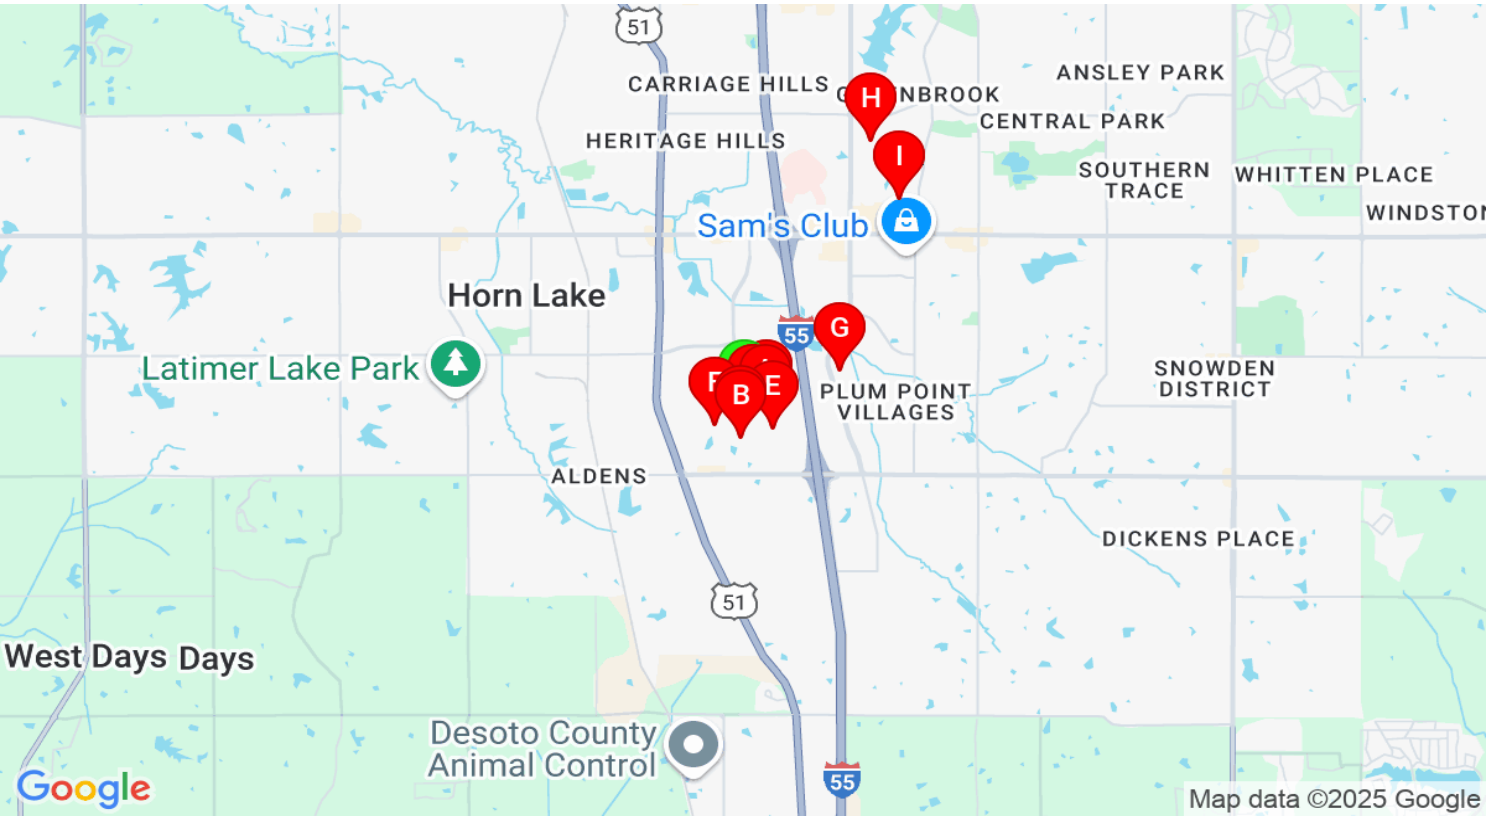 51
CARRIAGE HILLS
ANSLEY PARK
H
CENTRAL PARK
HERITAGE HILLS
I
SOUTHERN
TRACE
WHITTEN PLACE
Sam's Club
Horn Lake
55
G
Latimer Lake Park
B
E
PLUM POINT
VILLAGES
SNOWDEN
DISTRICT
ALDENS
DICKENS PLACE
51
West Days
Days
Desoto County
Animal Control
55
Google
Map data ©2025 Google